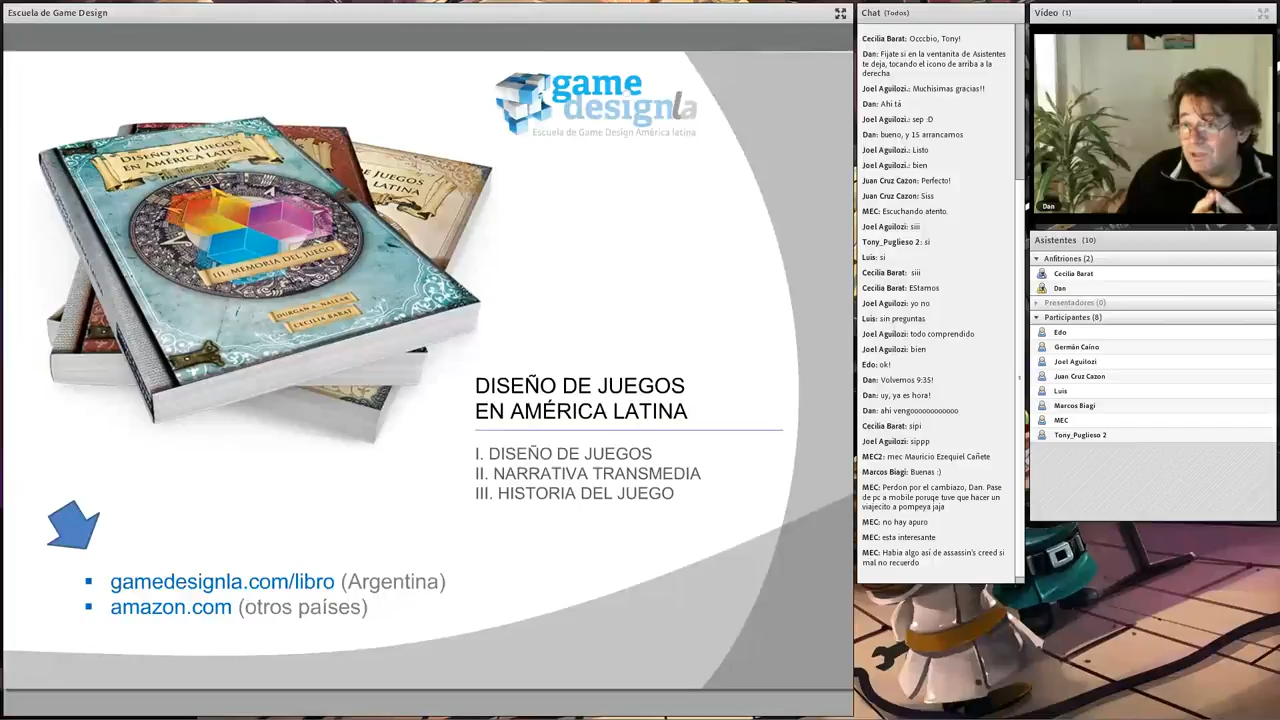 Escuela de Game Design
game
designla
Escuela de Game Design América latina
DISEÑO DE JUEGOS
EN AMÉRICA LATINA
III. MEMORIA DEL JUEGO
DURGAN A. NALLAR
CECILIA BARAT
E JUEGOS
LATINA
DISEÑO DE JUEGOS
EN AMÉRICA LATINA
I. DISEÑO DE JUEGOS
II. NARRATIVA TRANSMEDIA
III. HISTORIA DEL JUEGO
▪ gamedesignla.com/libro (Argentina)
▪ amazon.com (otros países)
Chat (Todos)
Cecilia Barat: Occcbio, Tony!
Dan: Fijate si en la ventanita de Asistentes
te deja, tocando el icono de arriba a la
derecha
Joel Aguilozi.: Muchisimas gracias!!
Dan: Ahi tá
Joel Aguilozi.: sep :D
Dan: bueno, y 15 arrancamos
Joel Aguilozi.: Listo
Joel Aguilozi: bien
Juan Cruz Cazon: Perfecto!
Juan Cruz Cazon: Siss
MEC: Escuchando atento.
Joel Aguilozi: siii
Tony_Puglieso 2: si
Luis: si
Cecilia Barat: siii
Cecilia Barat: EStamos
Joel Aguilozi: yo no
Luis: sin preguntas
Joel Aguilozi: todo comprendido
Joel Aguilozi: bien
Edo: ok!
Dan: Volvemos 9:35!
Dan: uy, ya es hora!
Dan: ahi vengooooooooooo
Cecilia Barat: sipi
Joel Aguilozi: sippp
MEC2: mec Mauricio Ezequiel Cañete
Marcos Biagi: Buenas :)
MEC: Perdon por el cambiazo, Dan. Pase
de pc a mobile poruqe tuve que hacer un
viajecito a pompeya jaja
MEC: no hay apuro
MEC: esta interesante
MEC: Habia algo así de assassin's creed si
mal no recuerdo
Vídeo (1)
Dan
Asistentes (10)
Anfitriones (2)
Cecilia Barat
Dan
Presentadores (0)
Participantes (8)
Edo
Germán Caíno
Joel Aguilozi
Juan Cruz Cazon
Luis
Marcos Biagi
MEC
Tony_Puglieso 2